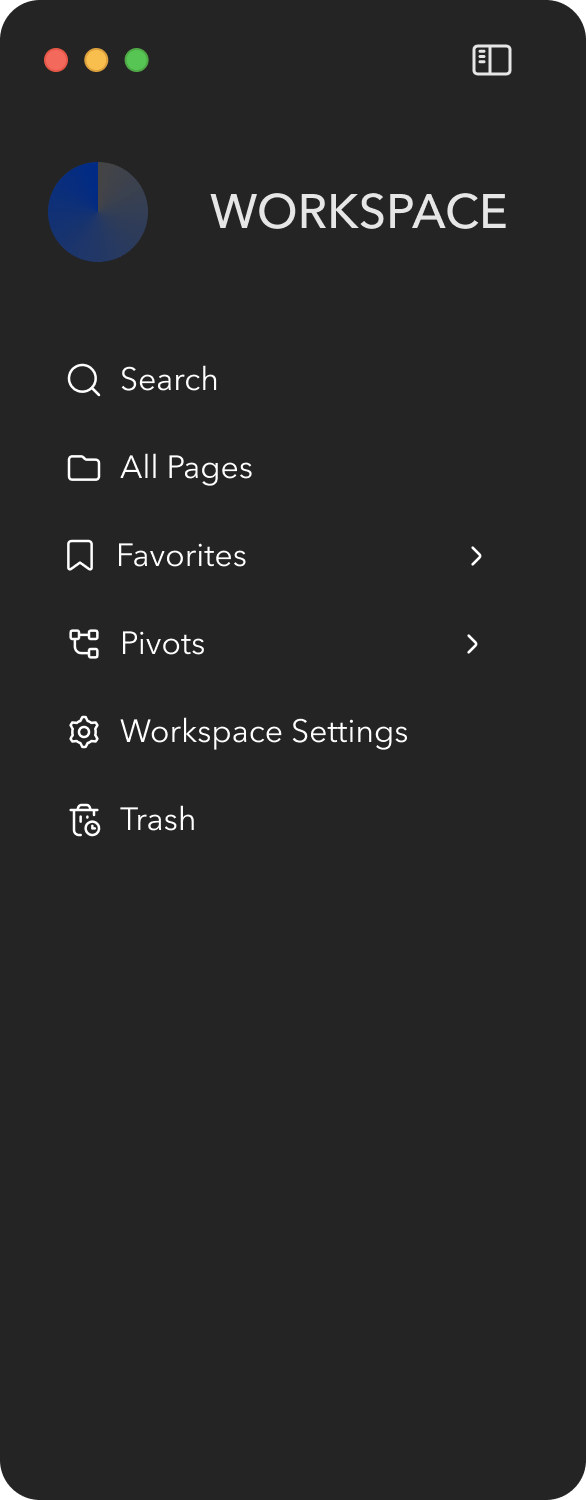 WORKSPACE
Search
All Pages
Favorites
Pivots
Workspace Settings
Trash